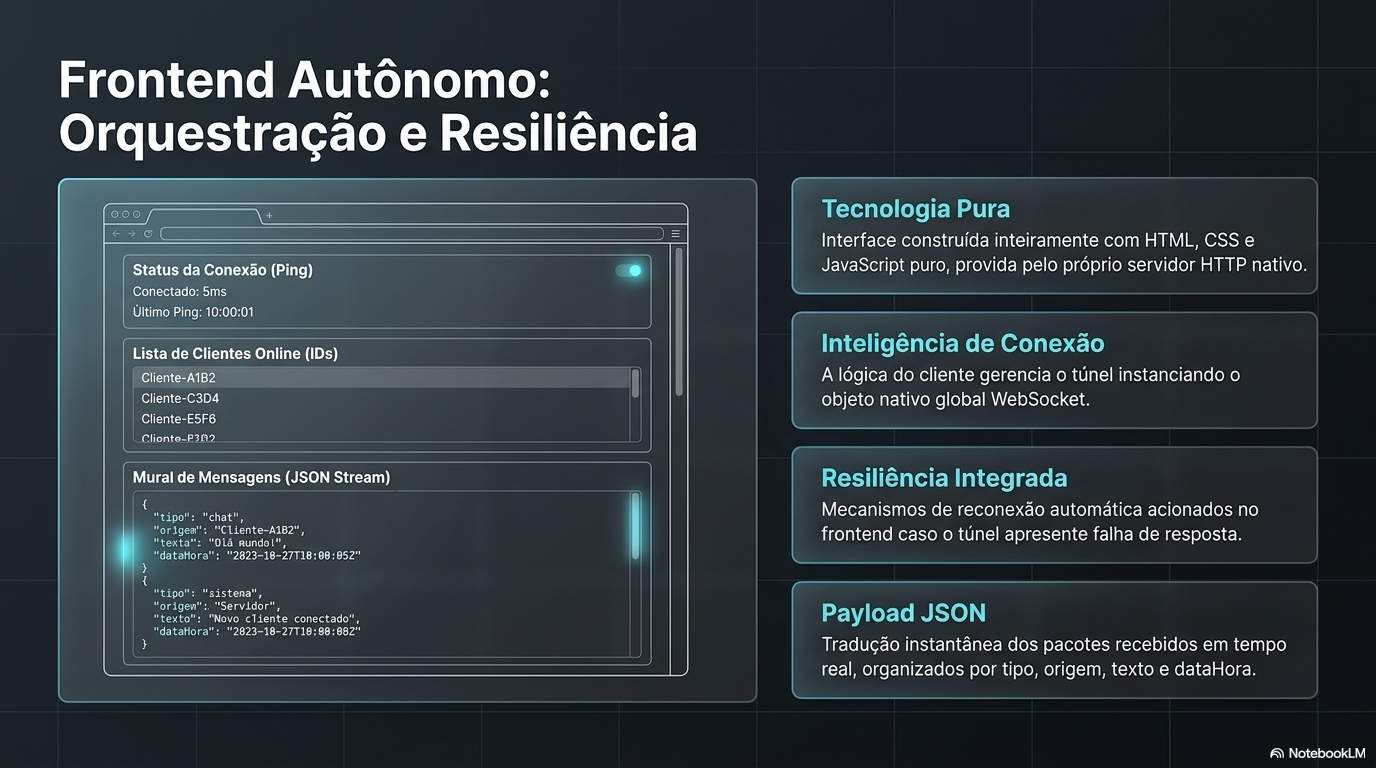 Frontend Autônomo:
Orquestração e Resiliência
Status da Conexão (Ping)
Conectado: 5ms
Último Ping: 10:00:01
Lista de Clientes Online (IDs)
Cliente-A1B2
Cliente-C3D4
Cliente-E5F6
Mural de Mensagens (JSON Stream)
{
"tipo": "chat",
"origem": "Cliente-A1B2",
"texta": "Olá mundo!",
"dataHora": "2023-10-27T10:00:05Z"
}
{
"tipo": "sistema",
"origem": "Servidor",
"texto": "Novo cliente conectado",
"dataHora": "2023-10-27T10:00:08Z"
}
Tecnologia Pura
Interface construída inteiramente com HTML, CSS e
JavaScript puro, provida pelo próprio servidor HTTP nativo.
Inteligência de Conexão
A lógica do cliente gerencia o túnel instanciando o
objeto nativo global WebSocket.
Resiliência Integrada
Mecanismos de reconexão automática acionados no
frontend caso o túnel apresente falha de resposta.
Payload JSON
Tradução instantânea dos pacotes recebidos em tempo
real, organizados por tipo, origem, texto e dataHora.
NotebookLM